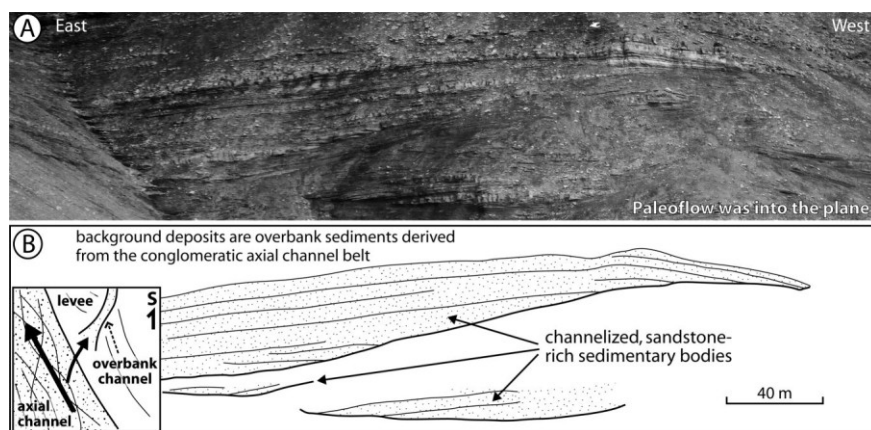 A
East
West
Paleoflow was into the plane
B
background deposits are overbank sediments derived
from the conglomeratic axial channel belt
levee
S
1
overbank
channel
axial
channel
channelized, sandstone-
rich sedimentary bodies
40 m